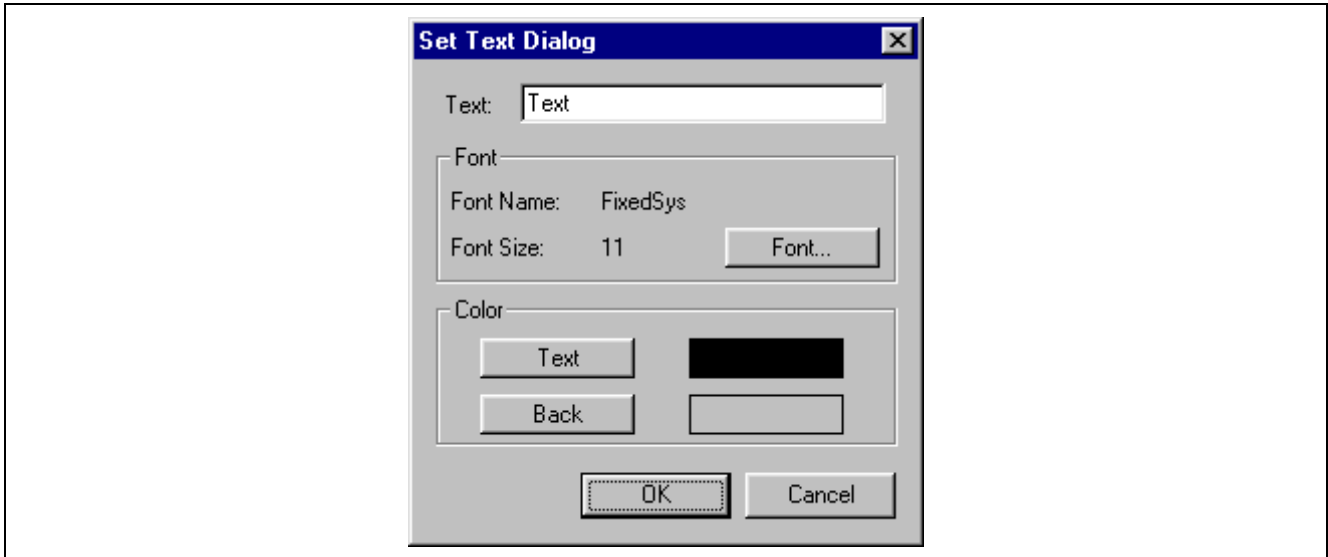 Set Text Dialog
Text: Text
Font
Font Name: FixedSys
Font Size: 11 Font...
Color
Text
Back
OK Cancel